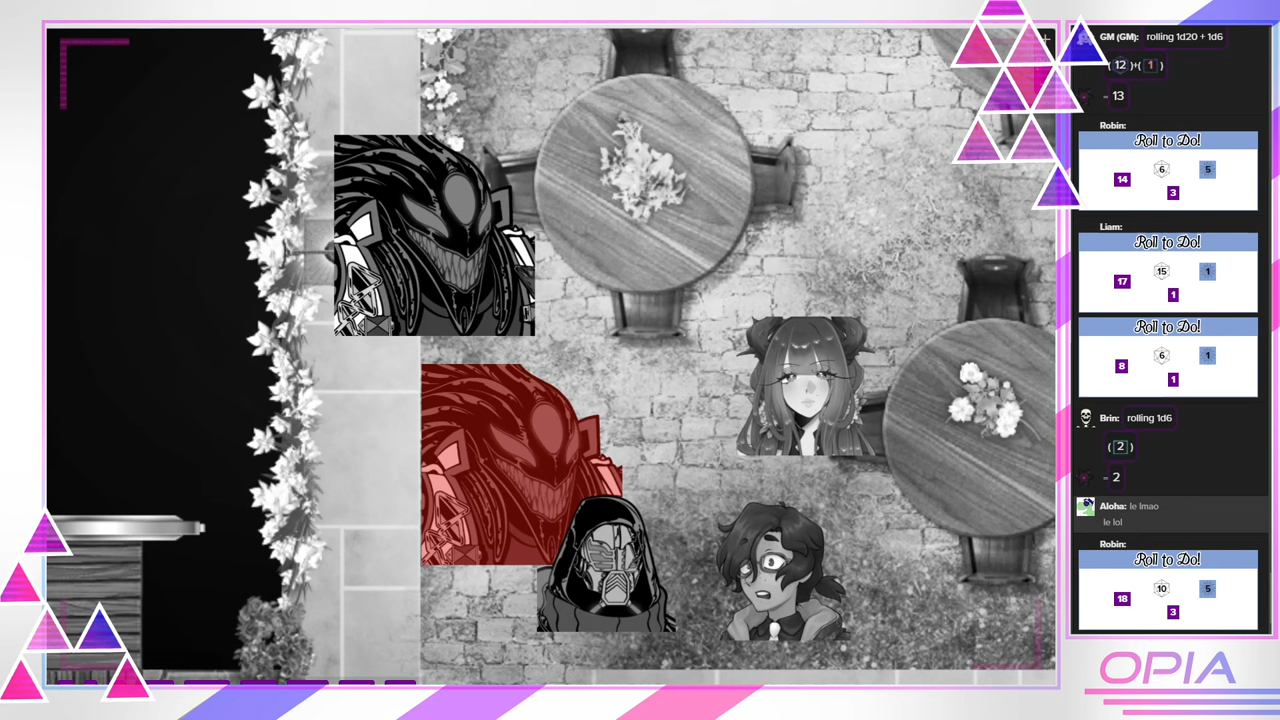 GM (GM): rolling 1d20 + 1d6
(12)+(1)
= 13
Robin:
Roll to Do!
6 5
14
3
Liam:
Roll to Do!
15 1
17
1
Roll to Do!
6 1
8
1
Brin: rolling 1d6
(2)
= 2
Aloha: le lmao
le lol
Robin:
Roll to Do!
10 5
18
3
OPIA